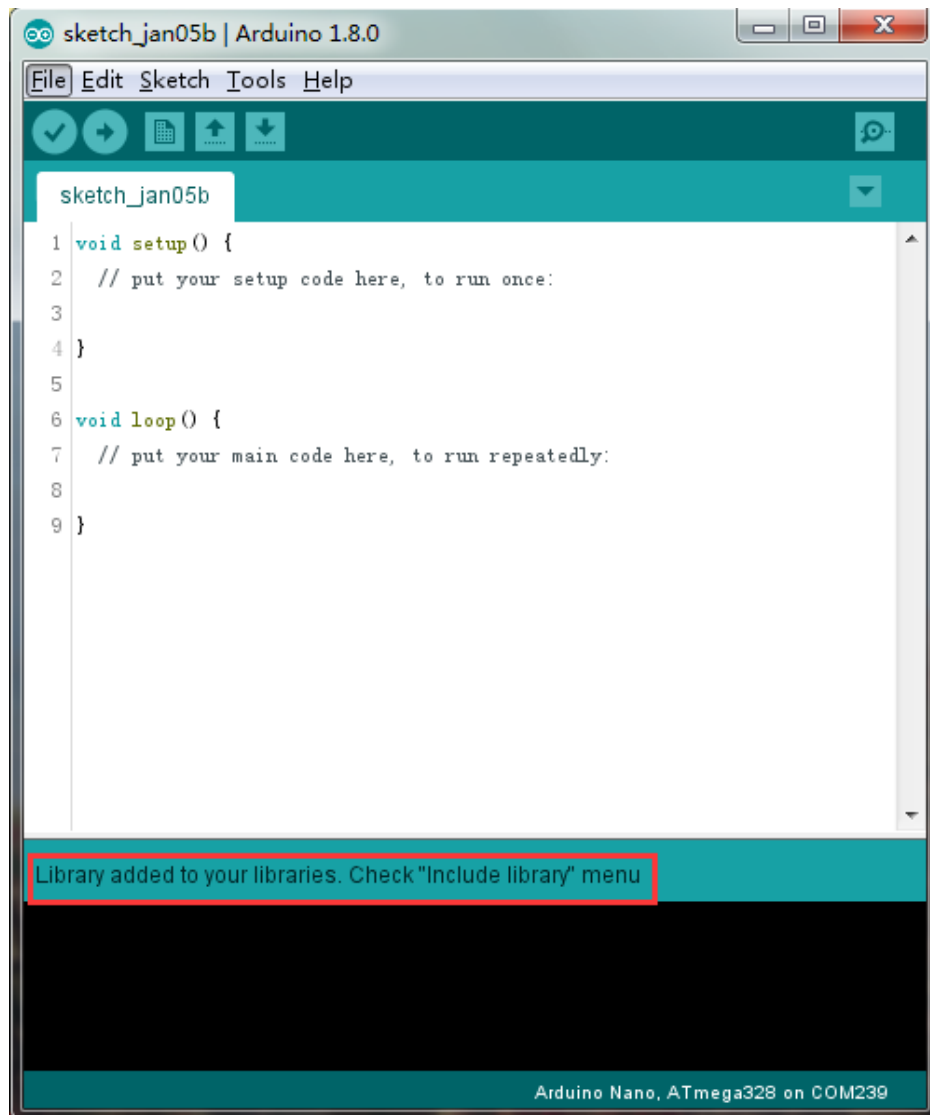 sketch_jan05b | Arduino 1.8.0
File Edit Sketch Tools Help
sketch_jan05b
1 void setup() {
2   // put your setup code here, to run once:
3
4 }
5
6 void loop() {
7   // put your main code here, to run repeatedly:
8
9 }
Library added to your libraries. Check "Include library" menu
Arduino Nano, ATmega328 on COM239